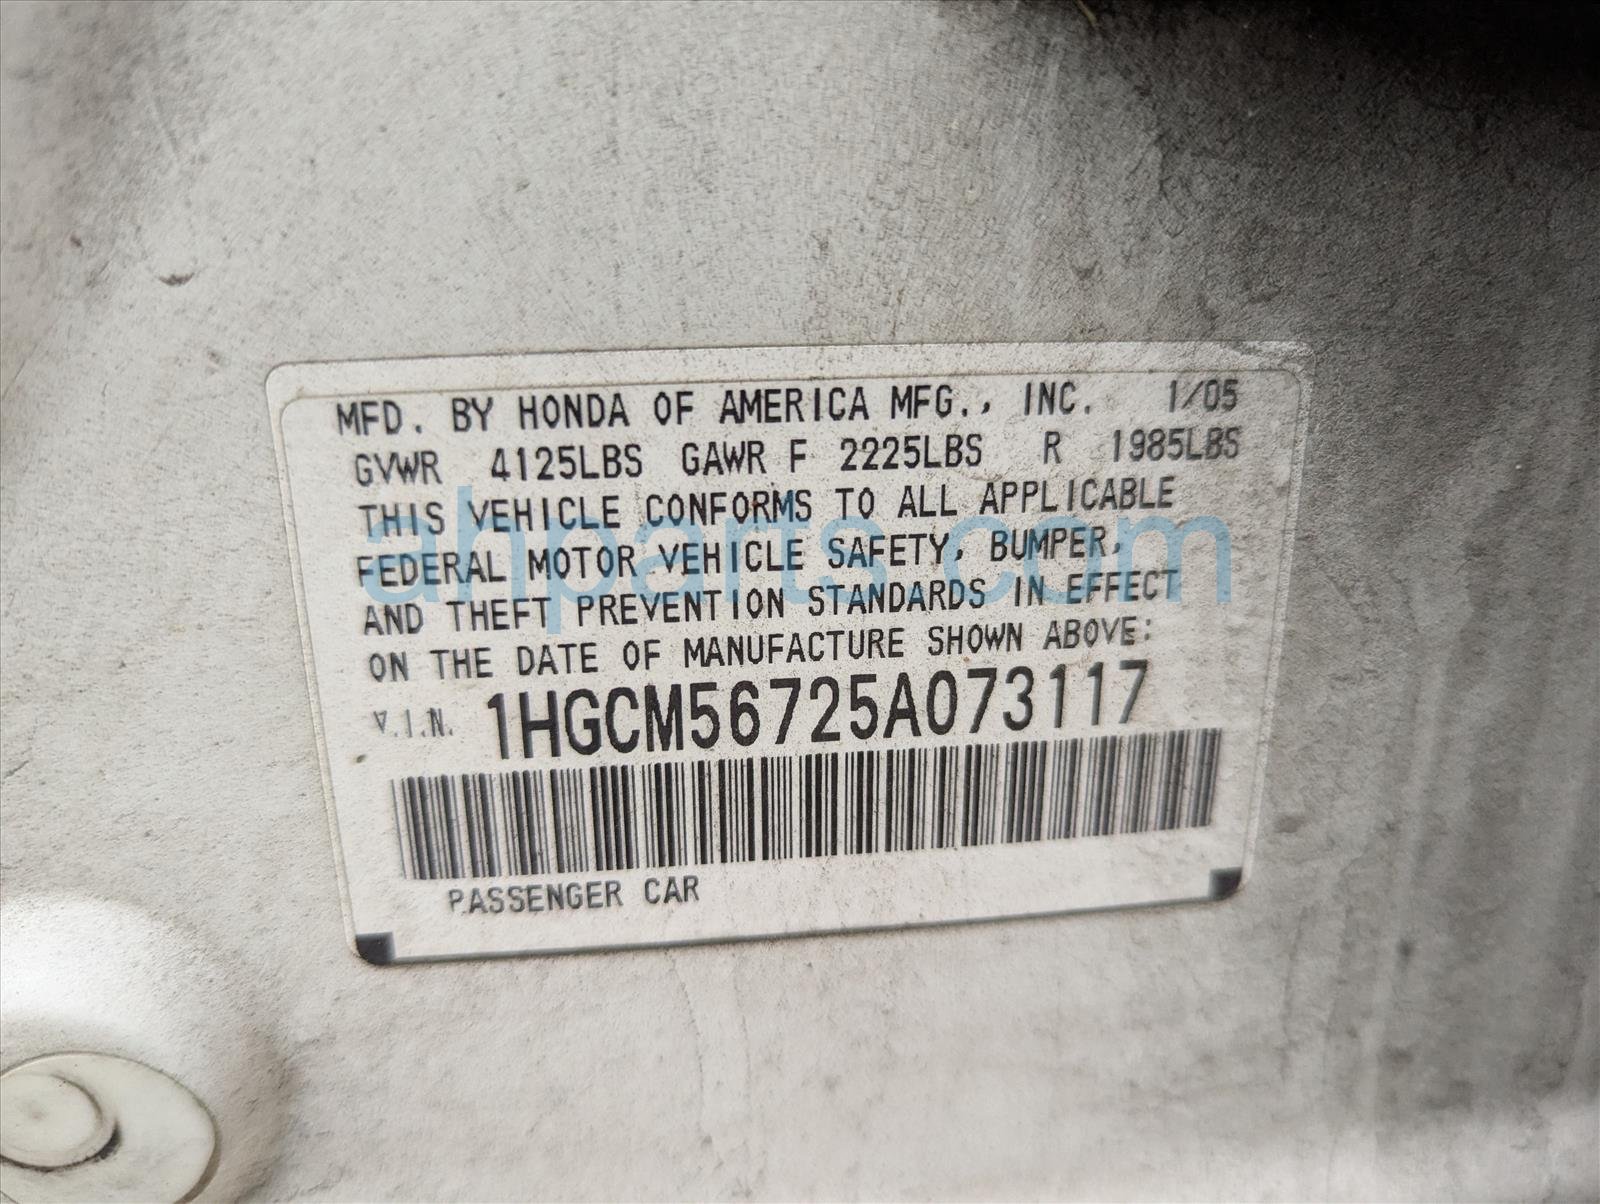 MFD. BY HONDA OF AMERICA MFG., INC. 1/05
GVWR 4125LBS GAWR F 2225LBS R 1985LBS
THIS VEHICLE CONFORMS TO ALL APPLICABLE
FEDERAL MOTOR VEHICLE SAFETY, BUMPER,
AND THEFT PREVENTION STANDARDS IN EFFECT
ON THE DATE OF MANUFACTURE SHOWN ABOVE:
V.I.N. 1HGCM56725A073117
PASSENGER CAR
ahparts.com